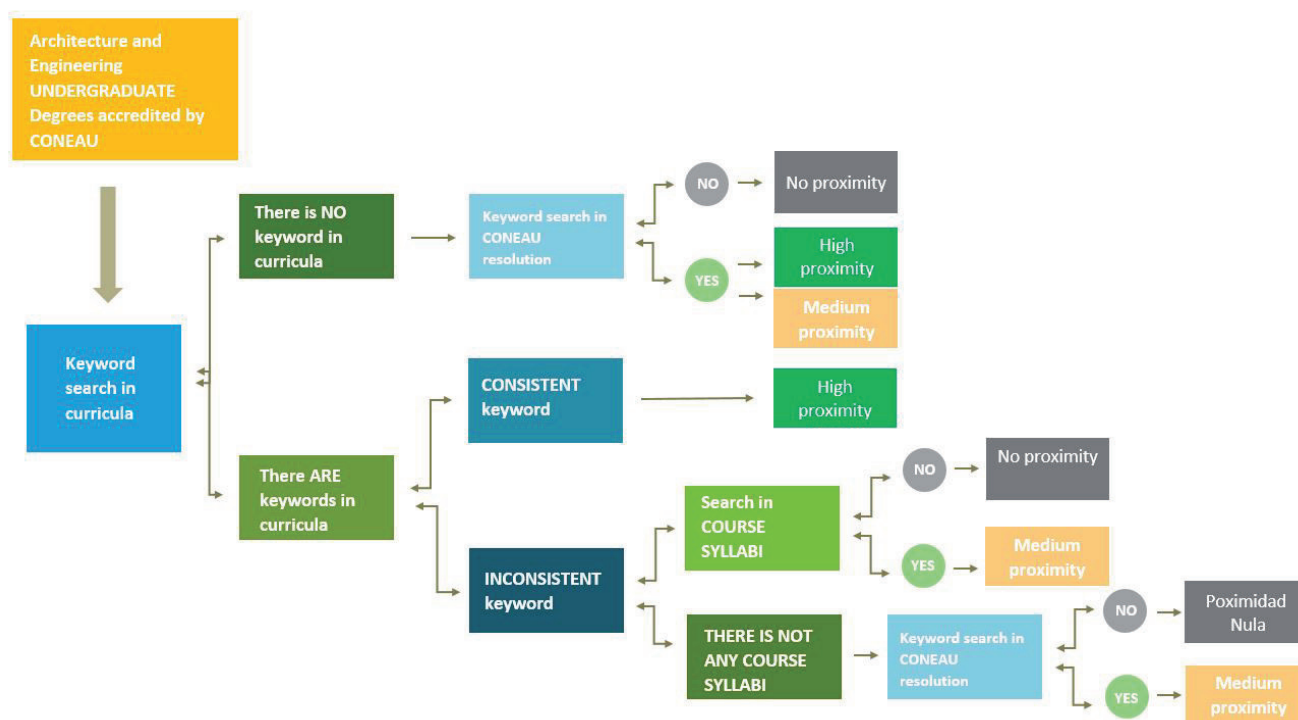 Architecture and
Engineering
UNDERGRADUATE
Degrees accredited by
CONEAU
Keyword
search in
curricula
There is NO
keyword in
curricula
Keyword search in
CONEAU
resolution
NO
No proximity
YES
High
proximity
Medium
proximity
There ARE
keywords in
curricula
CONSISTENT
keyword
High
proximity
INCONSISTENT
keyword
Search in
COURSE
SYLLABI
NO
No proximity
YES
Medium
proximity
THERE IS NOT
ANY COURSE
SYLLABI
Keyword search in
CONEAU
resolution
NO
Poximidad
Nula
YES
Medium
proximity